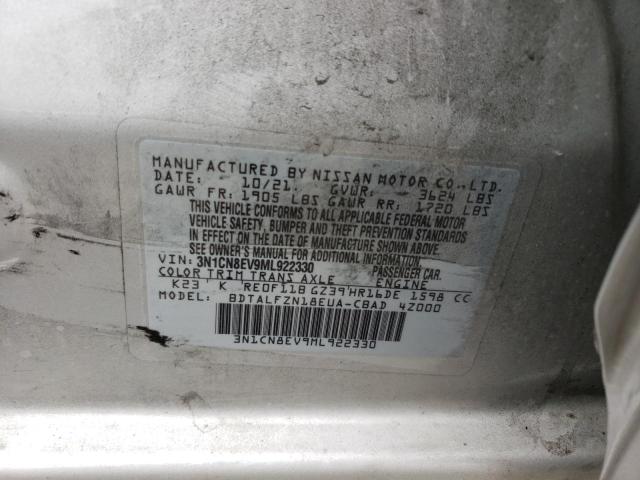 MANUFACTURED BY NISSAN MOTOR CO.,LTD.
DATE: 10/21 GVWR: 3624 LBS
GAWR FR: 1905 LBS GAWR RR: 1720 LBS
THIS VEHICLE CONFORMS TO ALL APPLICABLE FEDERAL MOTOR
VEHICLE SAFETY, BUMPER AND THEFT PREVENTION STANDARDS
IN EFFECT ON THE DATE OF MANUFACTURE SHOWN ABOVE.
SEE OWNER'S MANUAL FOR ADDITIONAL INFORMATION.
VIN: 3N1CN8EV9ML922330 PASSENGER CAR
COLOR TRIM TRANS AXLE ENGINE
K23 K RE0F11B GZ39 HR16DE 1598 CC
MODEL: BDTALFZN18EUA-CBAD 4Z000
3N1CN8EV9ML922330